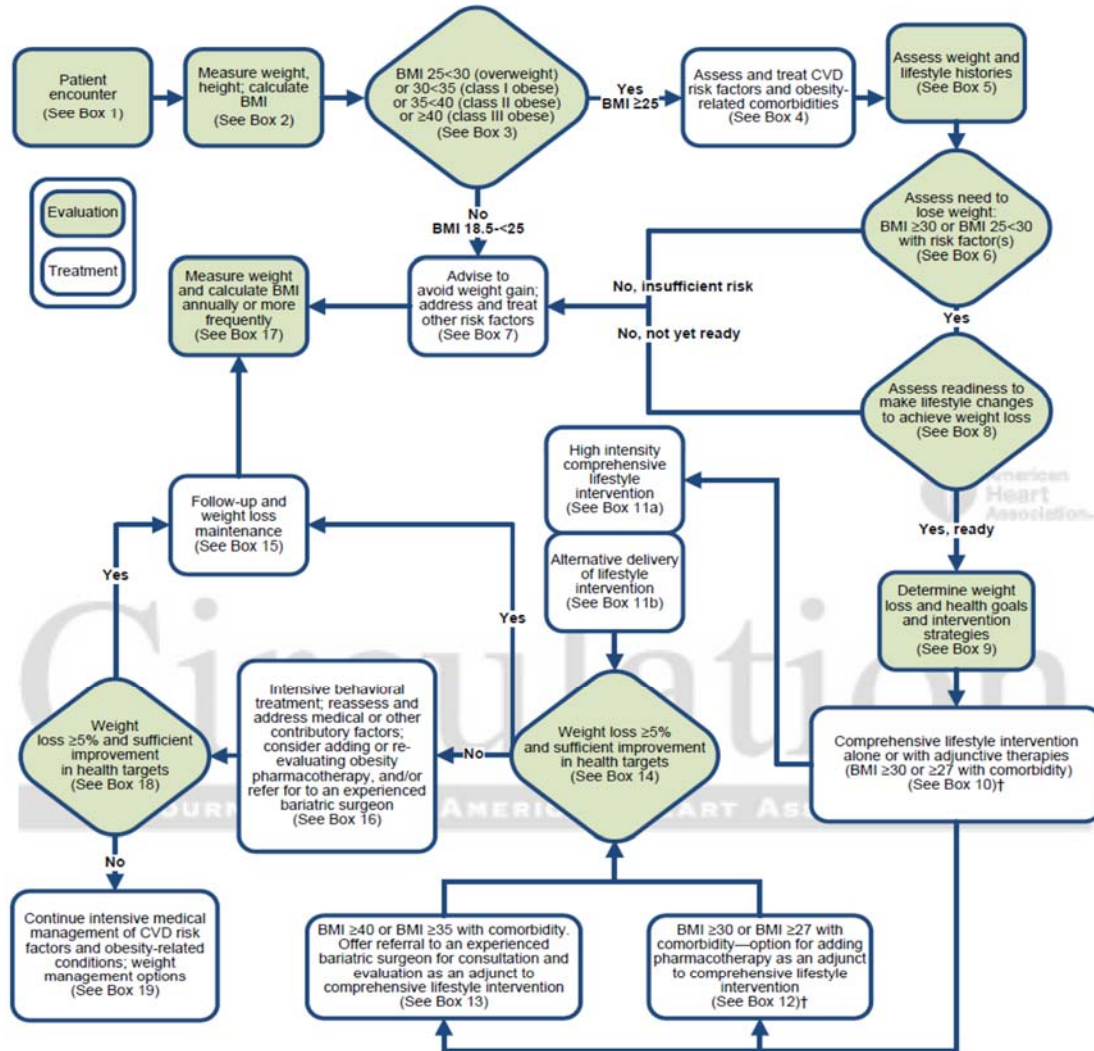 Patient
encounter
(See Box 1)
Measure weight,
height; calculate
BMI
(See Box 2)
BMI 25<30 (overweight)
or 30<35 (class I obese)
or 35<40 (class II obese)
or ≥40 (class III obese)
(See Box 3)
Yes
BMI ≥25
Assess and treat CVD
risk factors and obesity-
related comorbidities
(See Box 4)
Assess weight and
lifestyle histories
(See Box 5)
Evaluation
Treatment
No
BMI 18.5-<25
Assess need to
lose weight:
BMI ≥30 or BMI 25<30
with risk factor(s)
(See Box 6)
Measure weight
and calculate BMI
annually or more
frequently
(See Box 17)
Advise to
avoid weight gain;
address and treat
other risk factors
(See Box 7)
No, insufficient risk
No, not yet ready
Yes
Assess readiness to
make lifestyle changes
to achieve weight loss
(See Box 8)
High intensity
comprehensive
lifestyle
intervention
(See Box 11a)
Alternative delivery
of lifestyle
intervention
(See Box 11b)
American
Heart
Association
Follow-up and
weight loss
maintenance
(See Box 15)
Yes
Yes
Yes, ready
Determine weight
loss and health goals
and intervention
strategies
(See Box 9)
Circulation
Weight
loss ≥5% and sufficient
improvement
in health targets
(See Box 18)
Intensive behavioral
treatment; reassess and
address medical or other
contributory factors;
consider adding or re-
evaluating obesity
pharmacotherapy, and/or
refer for to an experienced
bariatric surgeon
(See Box 16)
No
Weight loss ≥5%
and sufficient improvement
in health targets
(See Box 14)
Comprehensive lifestyle intervention
alone or with adjunctive therapies
(BMI ≥30 or ≥27 with comorbidity)
(See Box 10)†
No
Continue intensive medical
management of CVD risk
factors and obesity-related
conditions; weight
management options
(See Box 19)
BMI ≥40 or BMI ≥35 with comorbidity.
Offer referral to an experienced
bariatric surgeon for consultation and
evaluation as an adjunct to
comprehensive lifestyle intervention
(See Box 13)
BMI ≥30 or BMI ≥27 with
comorbidity—option for adding
pharmacotherapy as an adjunct
to comprehensive lifestyle
intervention
(See Box 12)†